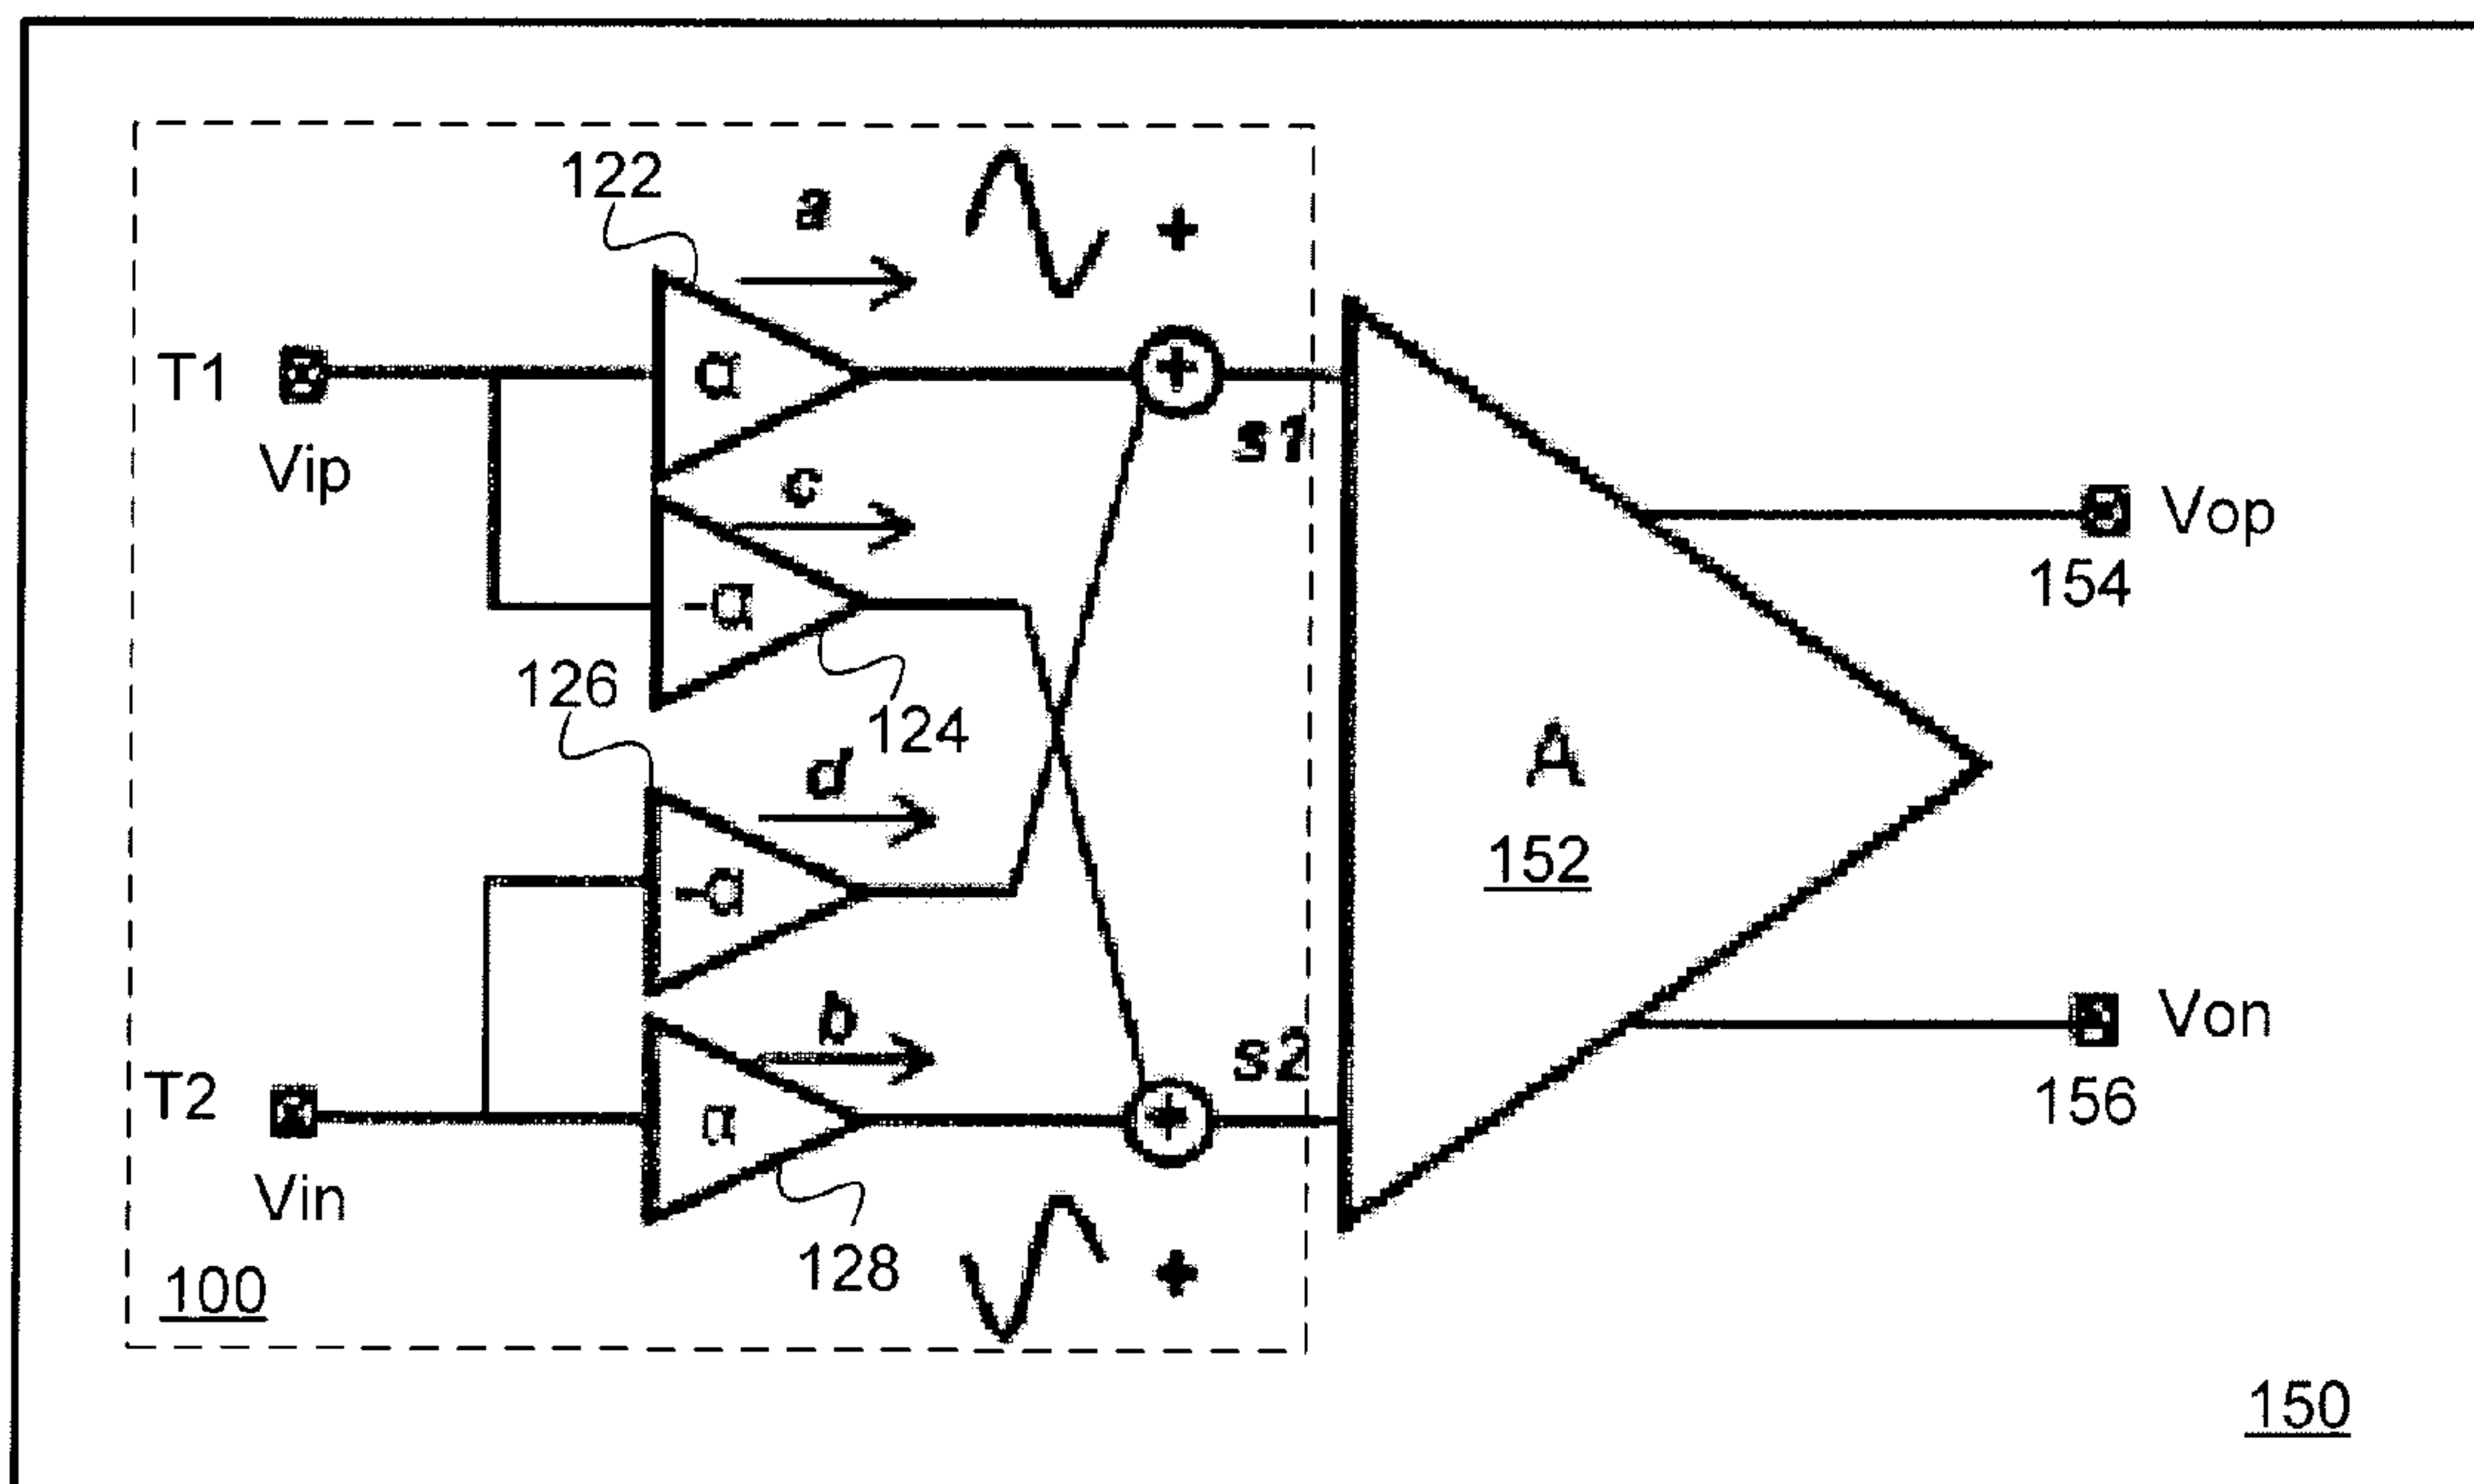 122
a
+
T1
α
+
s1
Vip
c
Vop
154
-α
126
124
d
A
152
-α
b
Von
s2
T2
α
+
156
Vin
128
+
100
150